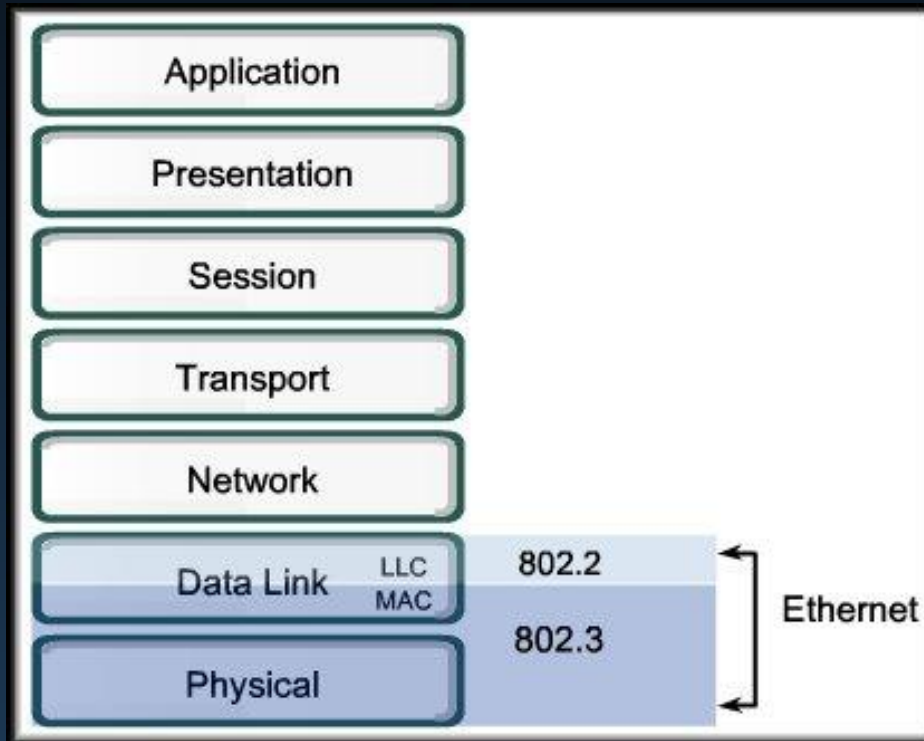 Application
Presentation
Session
Transport
Network
Data Link
LLC
MAC
802.2
802.3
Ethernet
Physical